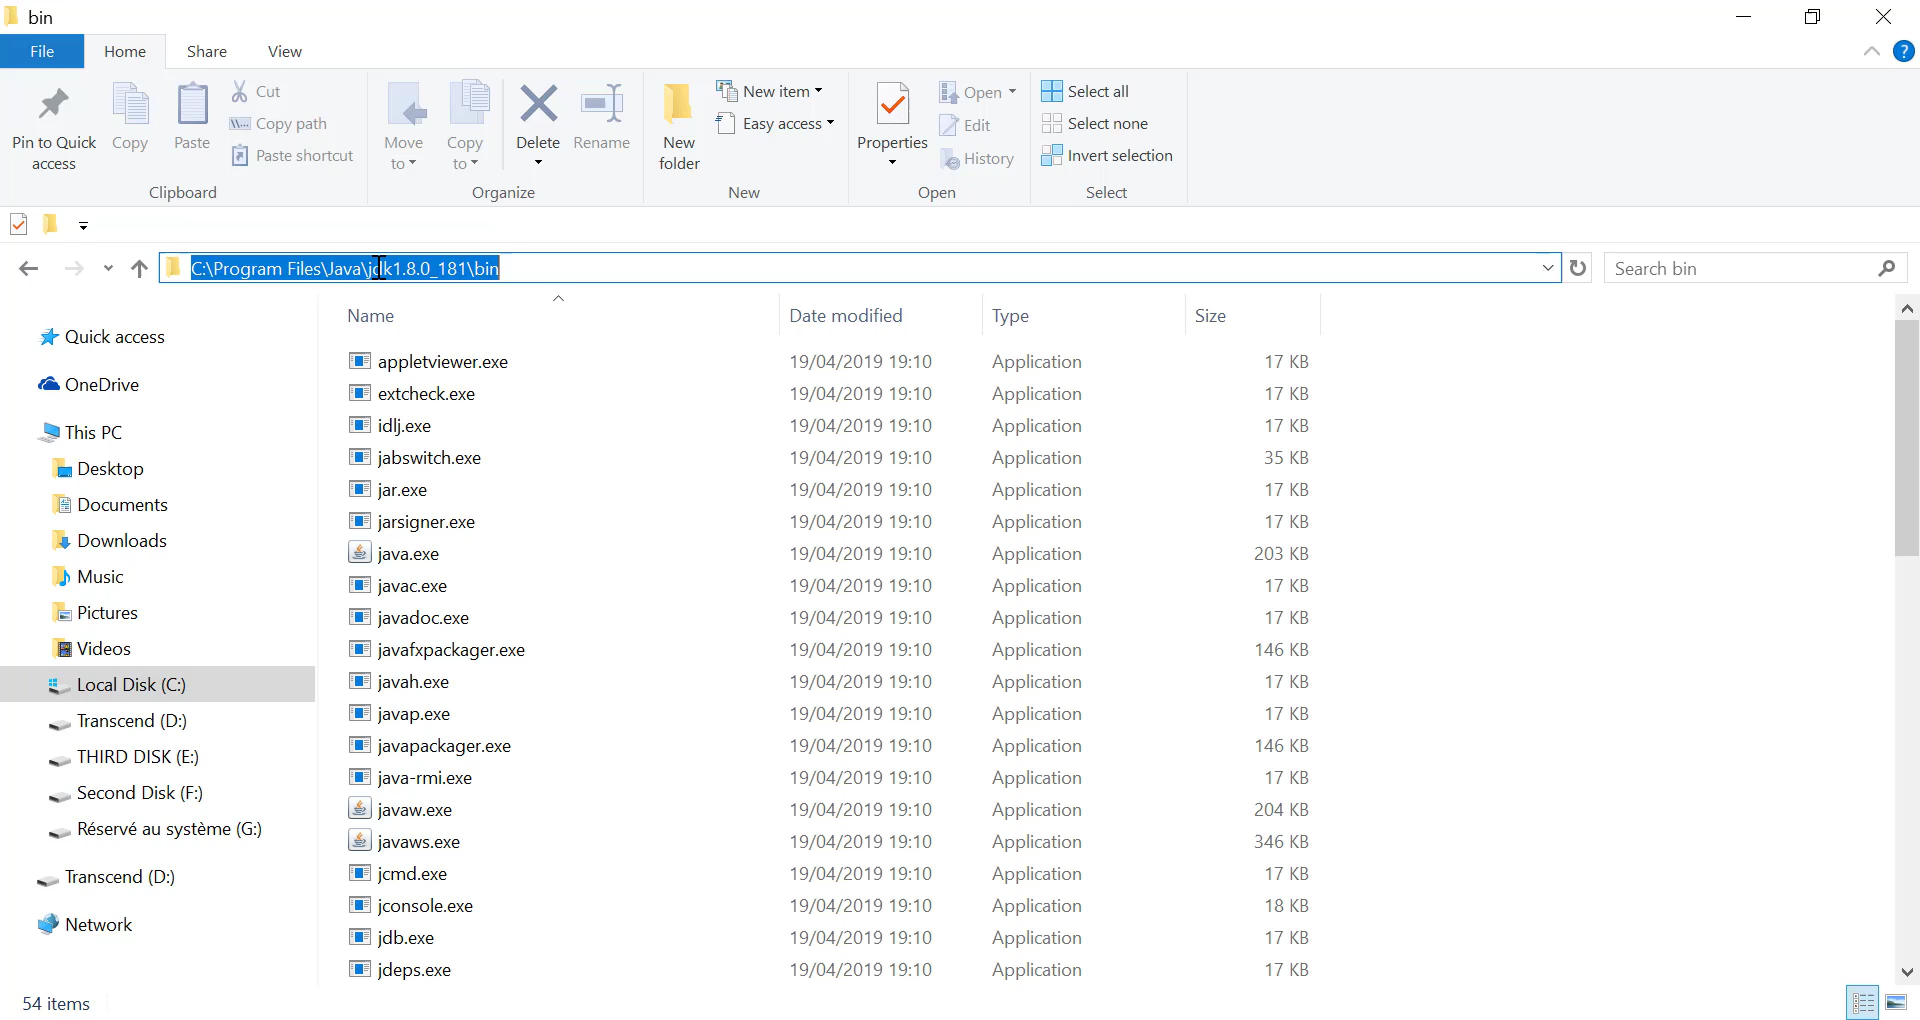 bin
File Home Share View
Pin to Quick access
Copy
Paste
Cut
\\... Copy path
Paste shortcut
Clipboard
Move to
Copy to
Delete
Rename
Organize
New folder
New item
Easy access
New
Properties
Open
Edit
History
Open
Select all
Select none
Invert selection
Select
C:\Program Files\Java\jdk1.8.0_181\bin
Search bin
Quick access
OneDrive
This PC
Desktop
Documents
Downloads
Music
Pictures
Videos
Local Disk (C:)
Transcend (D:)
THIRD DISK (E:)
Second Disk (F:)
Réservé au système (G:)
Transcend (D:)
Network
Name Date modified Type Size
appletviewer.exe 19/04/2019 19:10 Application 17 KB
extcheck.exe 19/04/2019 19:10 Application 17 KB
idlj.exe 19/04/2019 19:10 Application 17 KB
jabswitch.exe 19/04/2019 19:10 Application 35 KB
jar.exe 19/04/2019 19:10 Application 17 KB
jarsigner.exe 19/04/2019 19:10 Application 17 KB
java.exe 19/04/2019 19:10 Application 203 KB
javac.exe 19/04/2019 19:10 Application 17 KB
javadoc.exe 19/04/2019 19:10 Application 17 KB
javafxpackager.exe 19/04/2019 19:10 Application 146 KB
javah.exe 19/04/2019 19:10 Application 17 KB
javap.exe 19/04/2019 19:10 Application 17 KB
javapackager.exe 19/04/2019 19:10 Application 146 KB
java-rmi.exe 19/04/2019 19:10 Application 17 KB
javaw.exe 19/04/2019 19:10 Application 204 KB
javaws.exe 19/04/2019 19:10 Application 346 KB
jcmd.exe 19/04/2019 19:10 Application 17 KB
jconsole.exe 19/04/2019 19:10 Application 18 KB
jdb.exe 19/04/2019 19:10 Application 17 KB
jdeps.exe 19/04/2019 19:10 Application 17 KB
54 items